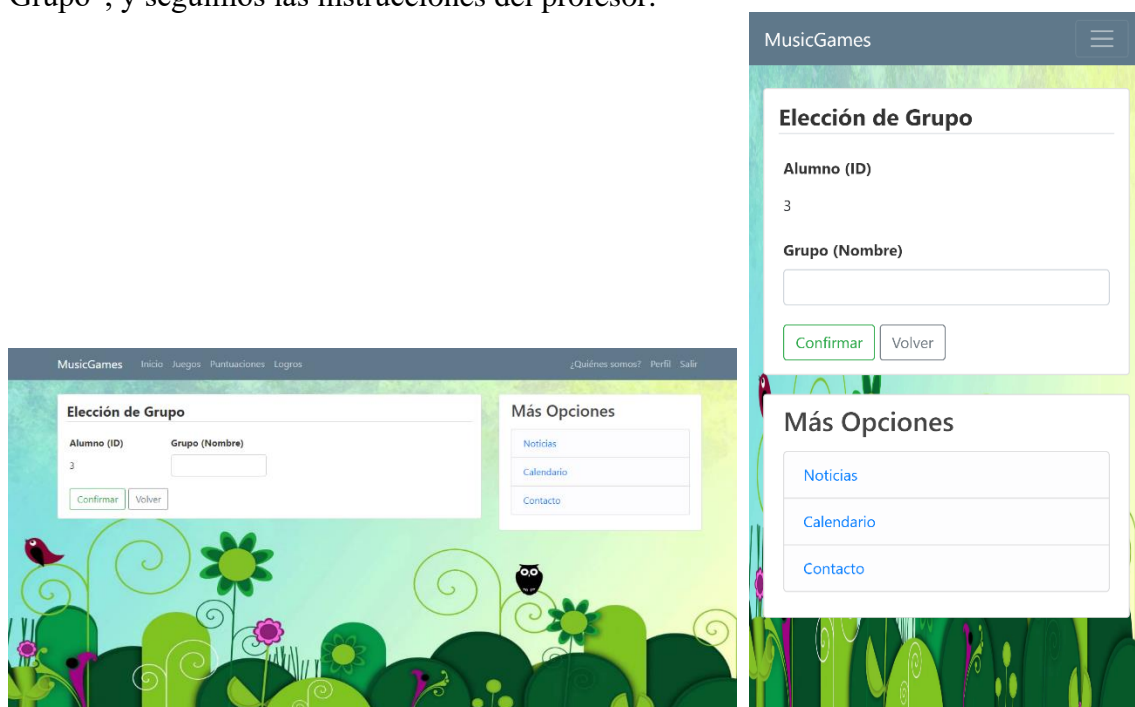 Grupo", y seguimos las instrucciones del profesor.
MusicGames Inicio Juegos Puntuaciones Logros ¿Quiénes somos? Perfil Salir
Elección de Grupo
Alumno (ID) Grupo (Nombre)
3
Confirmar Volver
Más Opciones
Noticias
Calendario
Contacto
MusicGames
Elección de Grupo
Alumno (ID)
3
Grupo (Nombre)
Confirmar Volver
Más Opciones
Noticias
Calendario
Contacto